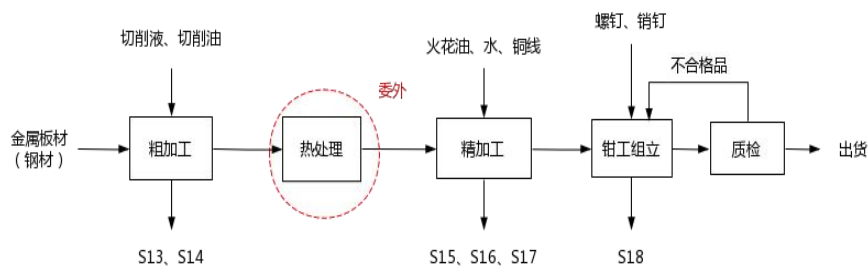 切削液、切削油
火花油、水、铜线
螺钉、销钉
不合格品
委外
金属板材
（钢材）
粗加工
热处理
精加工
钳工组立
质检
出货
S13、S14
S15、S16、S17
S18